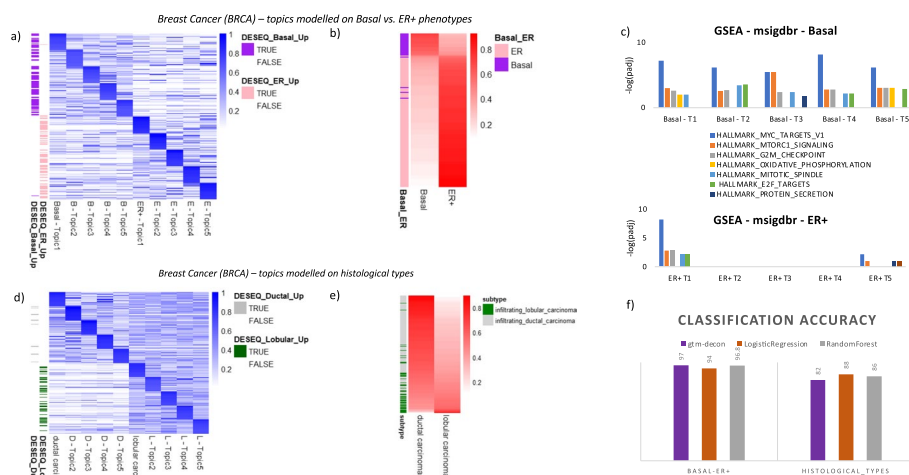 Breast Cancer (BRCA) – topics modelled on Basal vs. ER+ phenotypes
a)
DESEQ_Basal_Up
TRUE
FALSE
DESEQ_ER_Up
TRUE
FALSE
1
0.8
0.6
0.4
0.2
DESEQ_Basal_Up
DESEQ_ER_Up
Basal - Topic1
B -Topic2
B - Topic3
B - Topic4
B - Topic5
ER+ - Topic1
E - Topic2
E - Topic3
E - Topic4
E - Topic5
b)
Basal_ER
ER
Basal
0.8
0.6
0.4
0.2
Basal_ER
Basal
ER+
c)
GSEA - msigdbr - Basal
-log(padj)
10
5
0
Basal - T1
Basal - T2
Basal - T3
Basal - T4
Basal - T5
HALLMARK_MYC_TARGETS_V1
HALLMARK_MTORC1_SIGNALING
HALLMARK_G2M_CHECKPOINT
HALLMARK_OXIDATIVE_PHOSPHORYLATION
HALLMARK_MITOTIC_SPINDLE
HALLMARK_E2F_TARGETS
HALLMARK_PROTEIN_SECRETION
GSEA - msigdbr - ER+
-log(padj)
10
5
0
ER+ T1
ER+ T2
ER+ T3
ER+ T4
ER+ T5
Breast Cancer (BRCA) – topics modelled on histological types
d)
DESEQ_Ductal_Up
TRUE
FALSE
DESEQ_Lobular_Up
TRUE
FALSE
1
0.8
0.6
0.4
0.2
DESEQ_Du
DESEQ_Lo
ductal carci
D - Topic2
D - Topic3
D - Topic4
D - Topic5
lobular carc
L - Topic2
L - Topic3
L - Topic4
L - Topic5
e)
subtype
infiltrating_lobular_carcinoma
infiltrating_ductal_carcinoma
0.8
0.6
0.4
0.2
subtype
ductal carcinoma
lobular carcinoma
f)
CLASSIFICATION ACCURACY
gtm-decon
LogisticRegression
RandomForest
97
94
96.8
82
88
86
BASAL-ER+
HISTOLOGICAL_TYPES